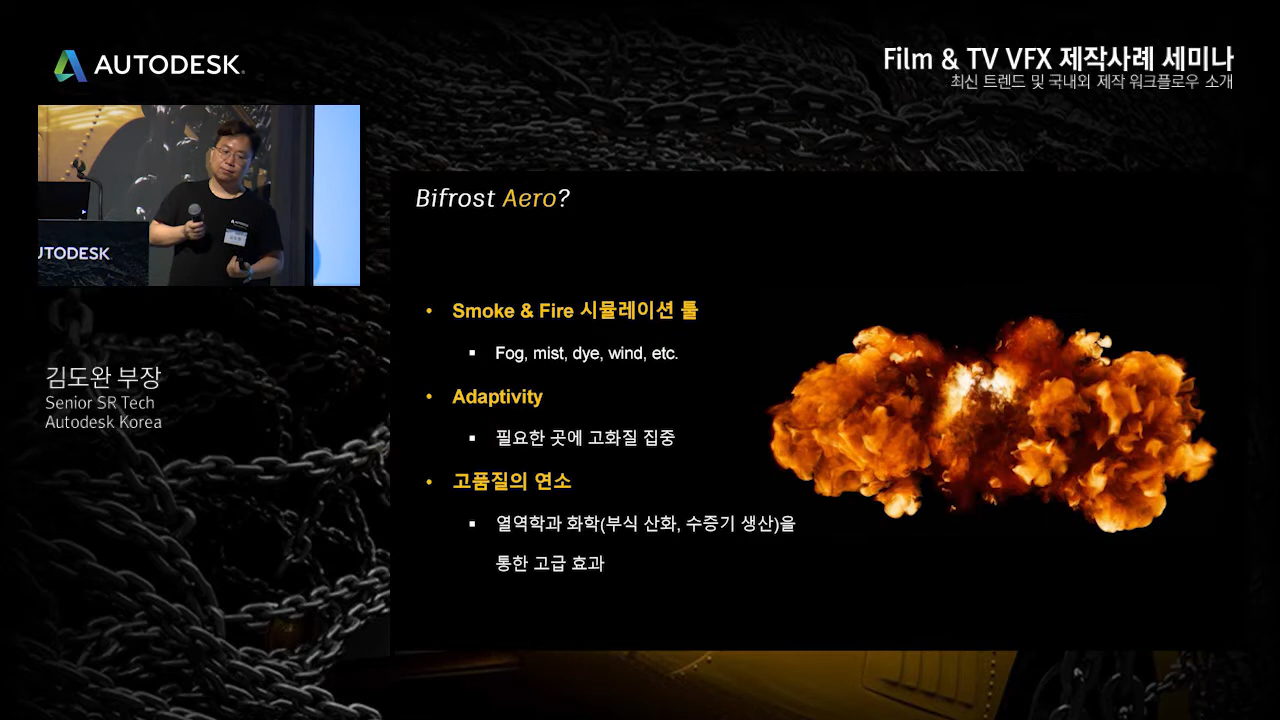 AUTODESK
Film & TV VFX 제작사례 세미나
최신 트렌드 및 국내외 제작 워크플로우 소개
UTODESK
김도완 부장
Senior SR Tech
Autodesk Korea
Bifrost Aero?
• Smoke & Fire 시뮬레이션 툴
▪ Fog, mist, dye, wind, etc.
• Adaptivity
▪ 필요한 곳에 고화질 집중
• 고품질의 연소
▪ 열역학과 화학(부식 산화, 수증기 생산)을
통한 고급 효과